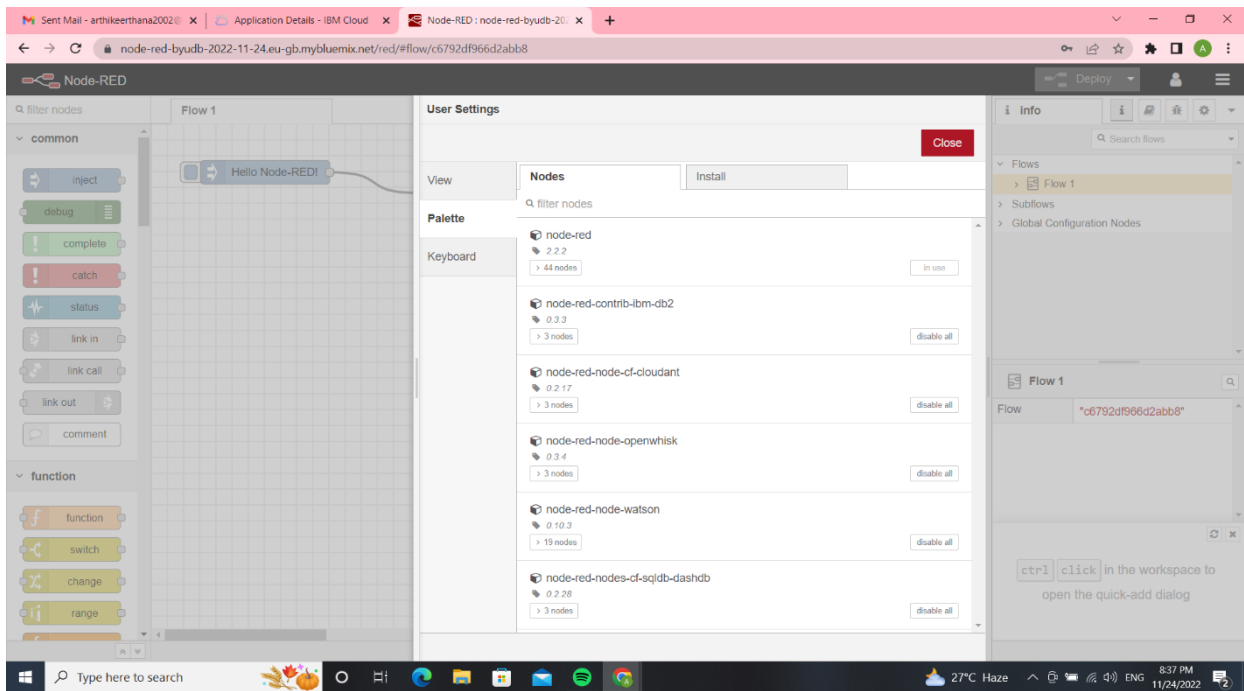 Sent Mail - arthikeerthana2002@
Application Details - IBM Cloud
Node-RED : node-red-byudb-202
node-red-byudb-2022-11-24.eu-gb.mybluemix.net/red/#flow/c6792df966d2abb8
A
Node-RED
Deploy
filter nodes
common
inject
debug
complete
catch
status
link in
link call
link out
comment
function
function
switch
change
range
Flow 1
Hello Node-RED!
User Settings
Close
View
Palette
Keyboard
Nodes
Install
filter nodes
node-red
2.2.2
> 44 nodes
in use
node-red-contrib-ibm-db2
0.3.3
> 3 nodes
disable all
node-red-node-cf-cloudant
0.2.17
> 3 nodes
disable all
node-red-node-openwhisk
0.3.4
> 3 nodes
disable all
node-red-node-watson
0.10.3
> 19 nodes
disable all
node-red-nodes-cf-sqldb-dashdb
0.2.28
> 3 nodes
disable all
i info
i
Search flows
Flows
Flow 1
Subflows
Global Configuration Nodes
Flow 1
Flow "c6792df966d2abb8"
ctrl click in the workspace to
open the quick-add dialog
Type here to search
27°C Haze
ENG
8:37 PM
11/24/2022
2